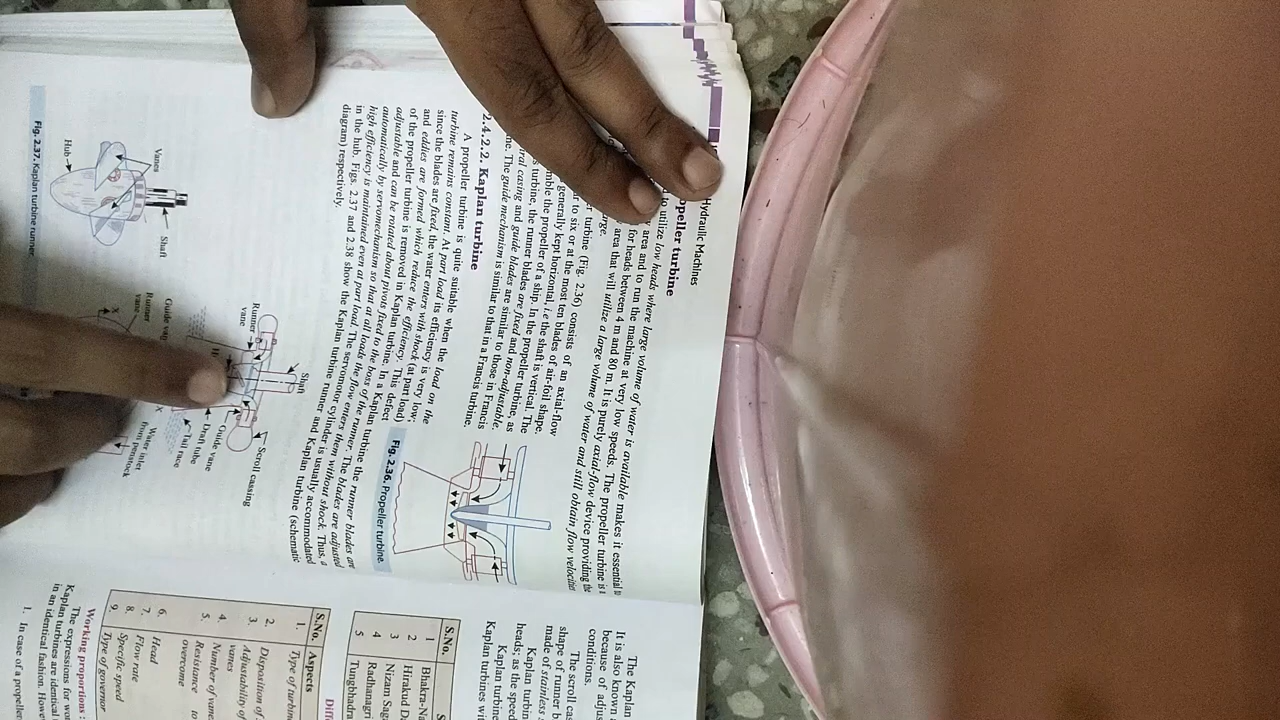 Hydraulic Machines
opeller turbine
to utilize low heads where large volume of water is available makes it essential
area and to run the machine at very low speeds. The propeller turbine is
for heads between 4 m and 80 m. It is purely axial-flow device providing the
area that will utilize a large volume of water and still obtain flow velocities
arge.
turbine (Fig. 2.36) consists of an axial-flow
to six or at the most ten blades of air-foil shape,
generally kept horizontal, i.e the shaft is vertical. The
mble the propeller of a ship. In the propeller turbine, as
turbine, the runner blades are fixed and non-adjustable,
casing and guide blades are similar to those in Francis
The guide mechanism is similar to that in a Francis turbine.
Fig. 2.36. Propeller turbine.
2.4.2.2. Kaplan turbine
A propeller turbine is quite suitable when the load on the
turbine remains constant. At part load its efficiency is very low;
since the blades are fixed, the water enters with shock (at part load)
and eddies are formed which reduce the efficiency. This defect
of the propeller turbine is removed in Kaplan turbine. In a Kaplan turbine the runner blades are
adjustable and can be rotated about pivots fixed to the boss of the runner. The blades are adjusted
automatically by servomechanism so that at all loads the flow enters them without shock. Thus, a
high efficiency is maintained even at part load. The servomotor cylinder is usually accommodated
in the hub. Figs. 2.37 and 2.38 show the Kaplan turbine runner and Kaplan turbine (schematic
diagram) respectively.
Vanes
Shaft
Hub
Fig. 2.37. Kaplan turbine runner.
Shaft
Scroll cassing
Runner
vane
Guide vane
Draft tube
Tail race
Guide
Runner
vane
X
X
Water inlet
from penstock
The Kaplan
It is also known
because of adjus
conditions.
The scroll cas
shape of runner b
made of stainless
heads; as the speed
Kaplan turbin
Kaplan turbines
S.No.
1 Bhakra-Na
2 Hirakud D
3 Nizam Sag
4 Radhanagri
5 Tungbhadra
Diff
S.No. Aspects
1. Type of turbin
2. Disposition of
3. Adjustability of
4. Number of vane
vanes
5. Resistance to
overcome
6. Head
7. Flow rate
8. Specific speed
9. Type of governor
Working proportions :
The expressions for wo
Kaplan turbines are identical
in an identical fashion. Howe
1. In case of a propeller